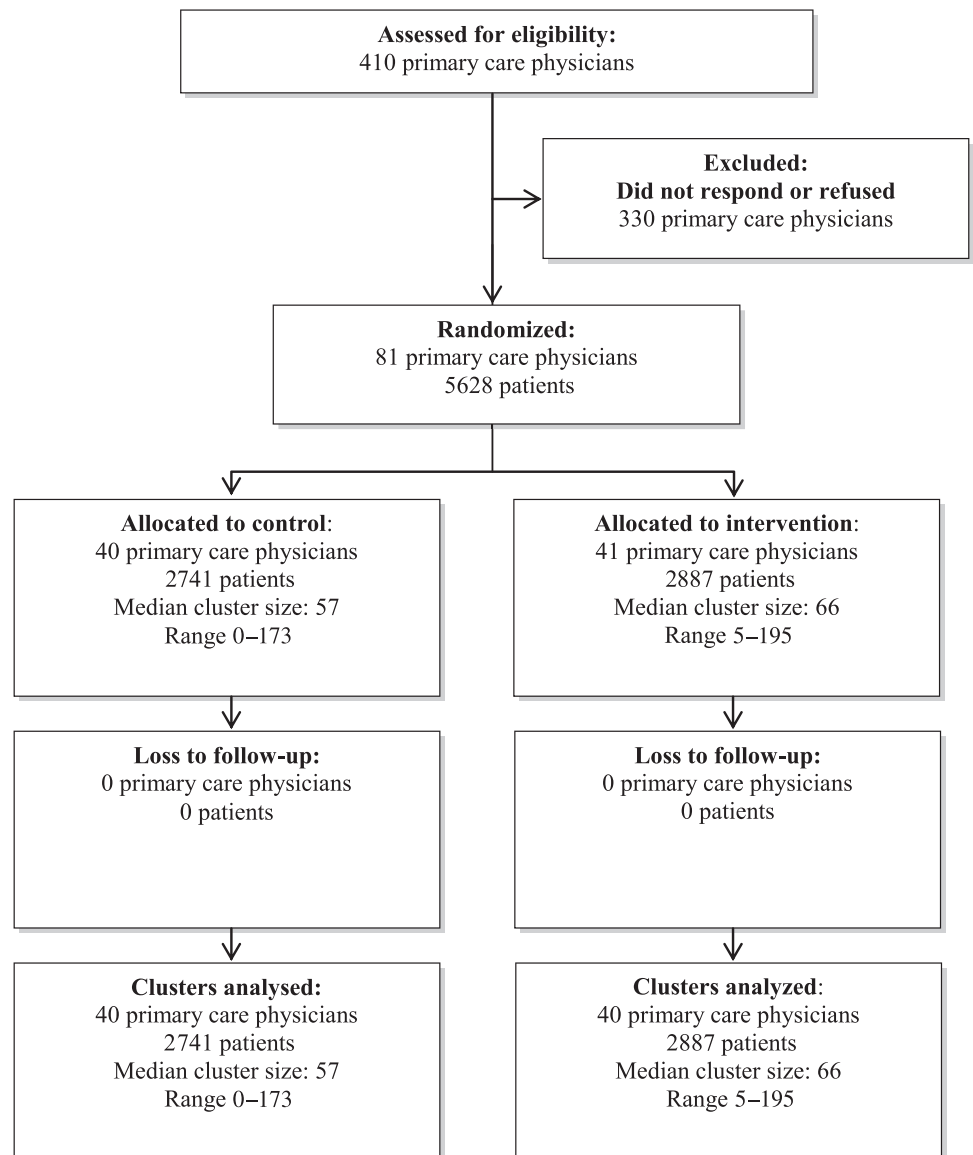 Assessed for eligibility:
410 primary care physicians
Excluded:
Did not respond or refused
330 primary care physicians
Randomized:
81 primary care physicians
5628 patients
Allocated to control:
40 primary care physicians
2741 patients
Median cluster size: 57
Range 0–173
Allocated to intervention:
41 primary care physicians
2887 patients
Median cluster size: 66
Range 5–195
Loss to follow-up:
0 primary care physicians
0 patients
Loss to follow-up:
0 primary care physicians
0 patients
Clusters analysed:
40 primary care physicians
2741 patients
Median cluster size: 57
Range 0–173
Clusters analyzed:
40 primary care physicians
2887 patients
Median cluster size: 66
Range 5–195